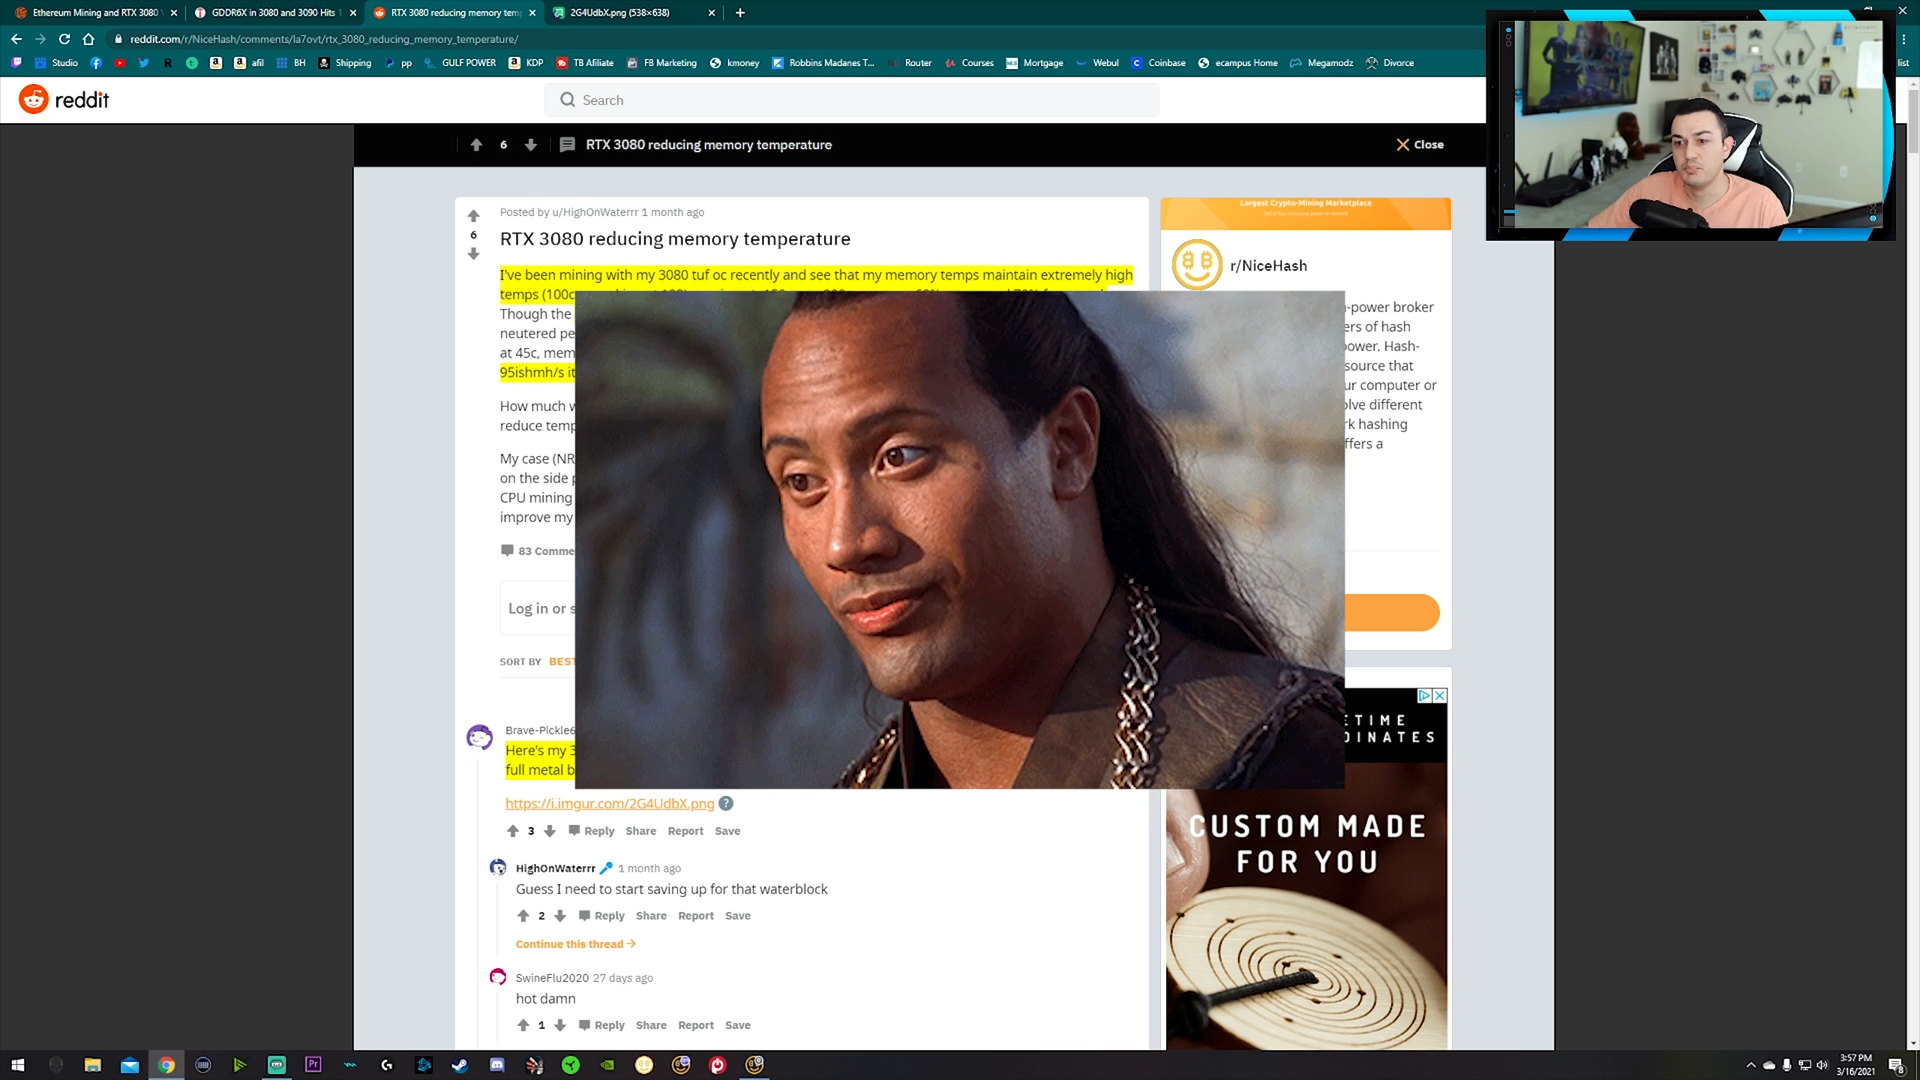 Ethereum Mining and RTX 3080
GDDR6X in 3080 and 3090 Hits 1
RTX 3080 reducing memory temp
2G4UdbX.png (538×638)
reddit.com/r/NiceHash/comments/la7ovt/rtx_3080_reducing_memory_temperature/
Studio
afil
BH
Shipping
pp
GULF POWER
KDP
TB Afiliate
FB Marketing
kmoney
Robbins Madanes T...
Router
Courses
Mortgage
Webul
Coinbase
ecampus Home
Megamodz
Divorce
list
reddit
Search
6
RTX 3080 reducing memory temperature
Close
Posted by u/HighOnWaterrr 1 month ago
6
RTX 3080 reducing memory temperature
I've been mining with my 3080 tuf oc recently and see that my memory temps maintain extremely high
temps (100c
Though the
neutered pe
at 45c, mem
95ishmh/s it
How much w
reduce temp
My case (NR
on the side p
CPU mining
improve my
83 Comme
Log in or s
SORT BY BEST
Brave-Pickle6
Here's my 3
full metal b
https://i.imgur.com/2G4UdbX.png
3 Reply Share Report Save
HighOnWaterrr 1 month ago
Guess I need to start saving up for that waterblock
2 Reply Share Report Save
Continue this thread
SwineFlu2020 27 days ago
hot damn
1 Reply Share Report Save
Largest Crypto-Mining Marketplace
r/NiceHash
-power broker
ers of hash
power. Hash-
source that
ur computer or
olve different
rk hashing
ffers a
ETIME
DINATES
CUSTOM MADE
FOR YOU
3:57 PM
3/16/2021